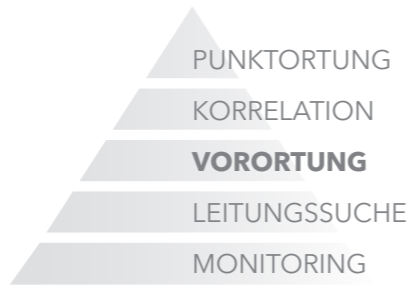 PUNKTORTUNG
KORRELATION
VORORTUNG
LEITUNGSSUCHE
MONITORING